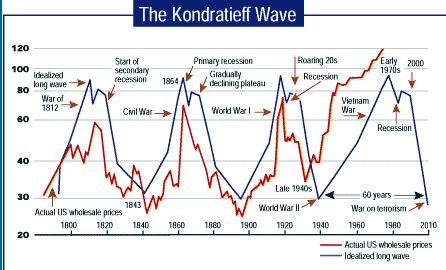 The Kondratieff Wave
120
100
80
60
40
30
20
Idealized
long wave
War of
1812
Start of
secondary
recession
1864
Primary recession
Gradually
declining plateau
Civil War
World War I
Roaring 20s
Recession
Early
1970s
2000
Vietnam
War
Recession
Late 1940s
World War II
60 years
War on terrorism
Actual US wholesale prices
1843
1800
1820
1840
1860
1880
1900
1920
1940
1960
1980
2010
Actual US wholesale prices
Idealized long wave